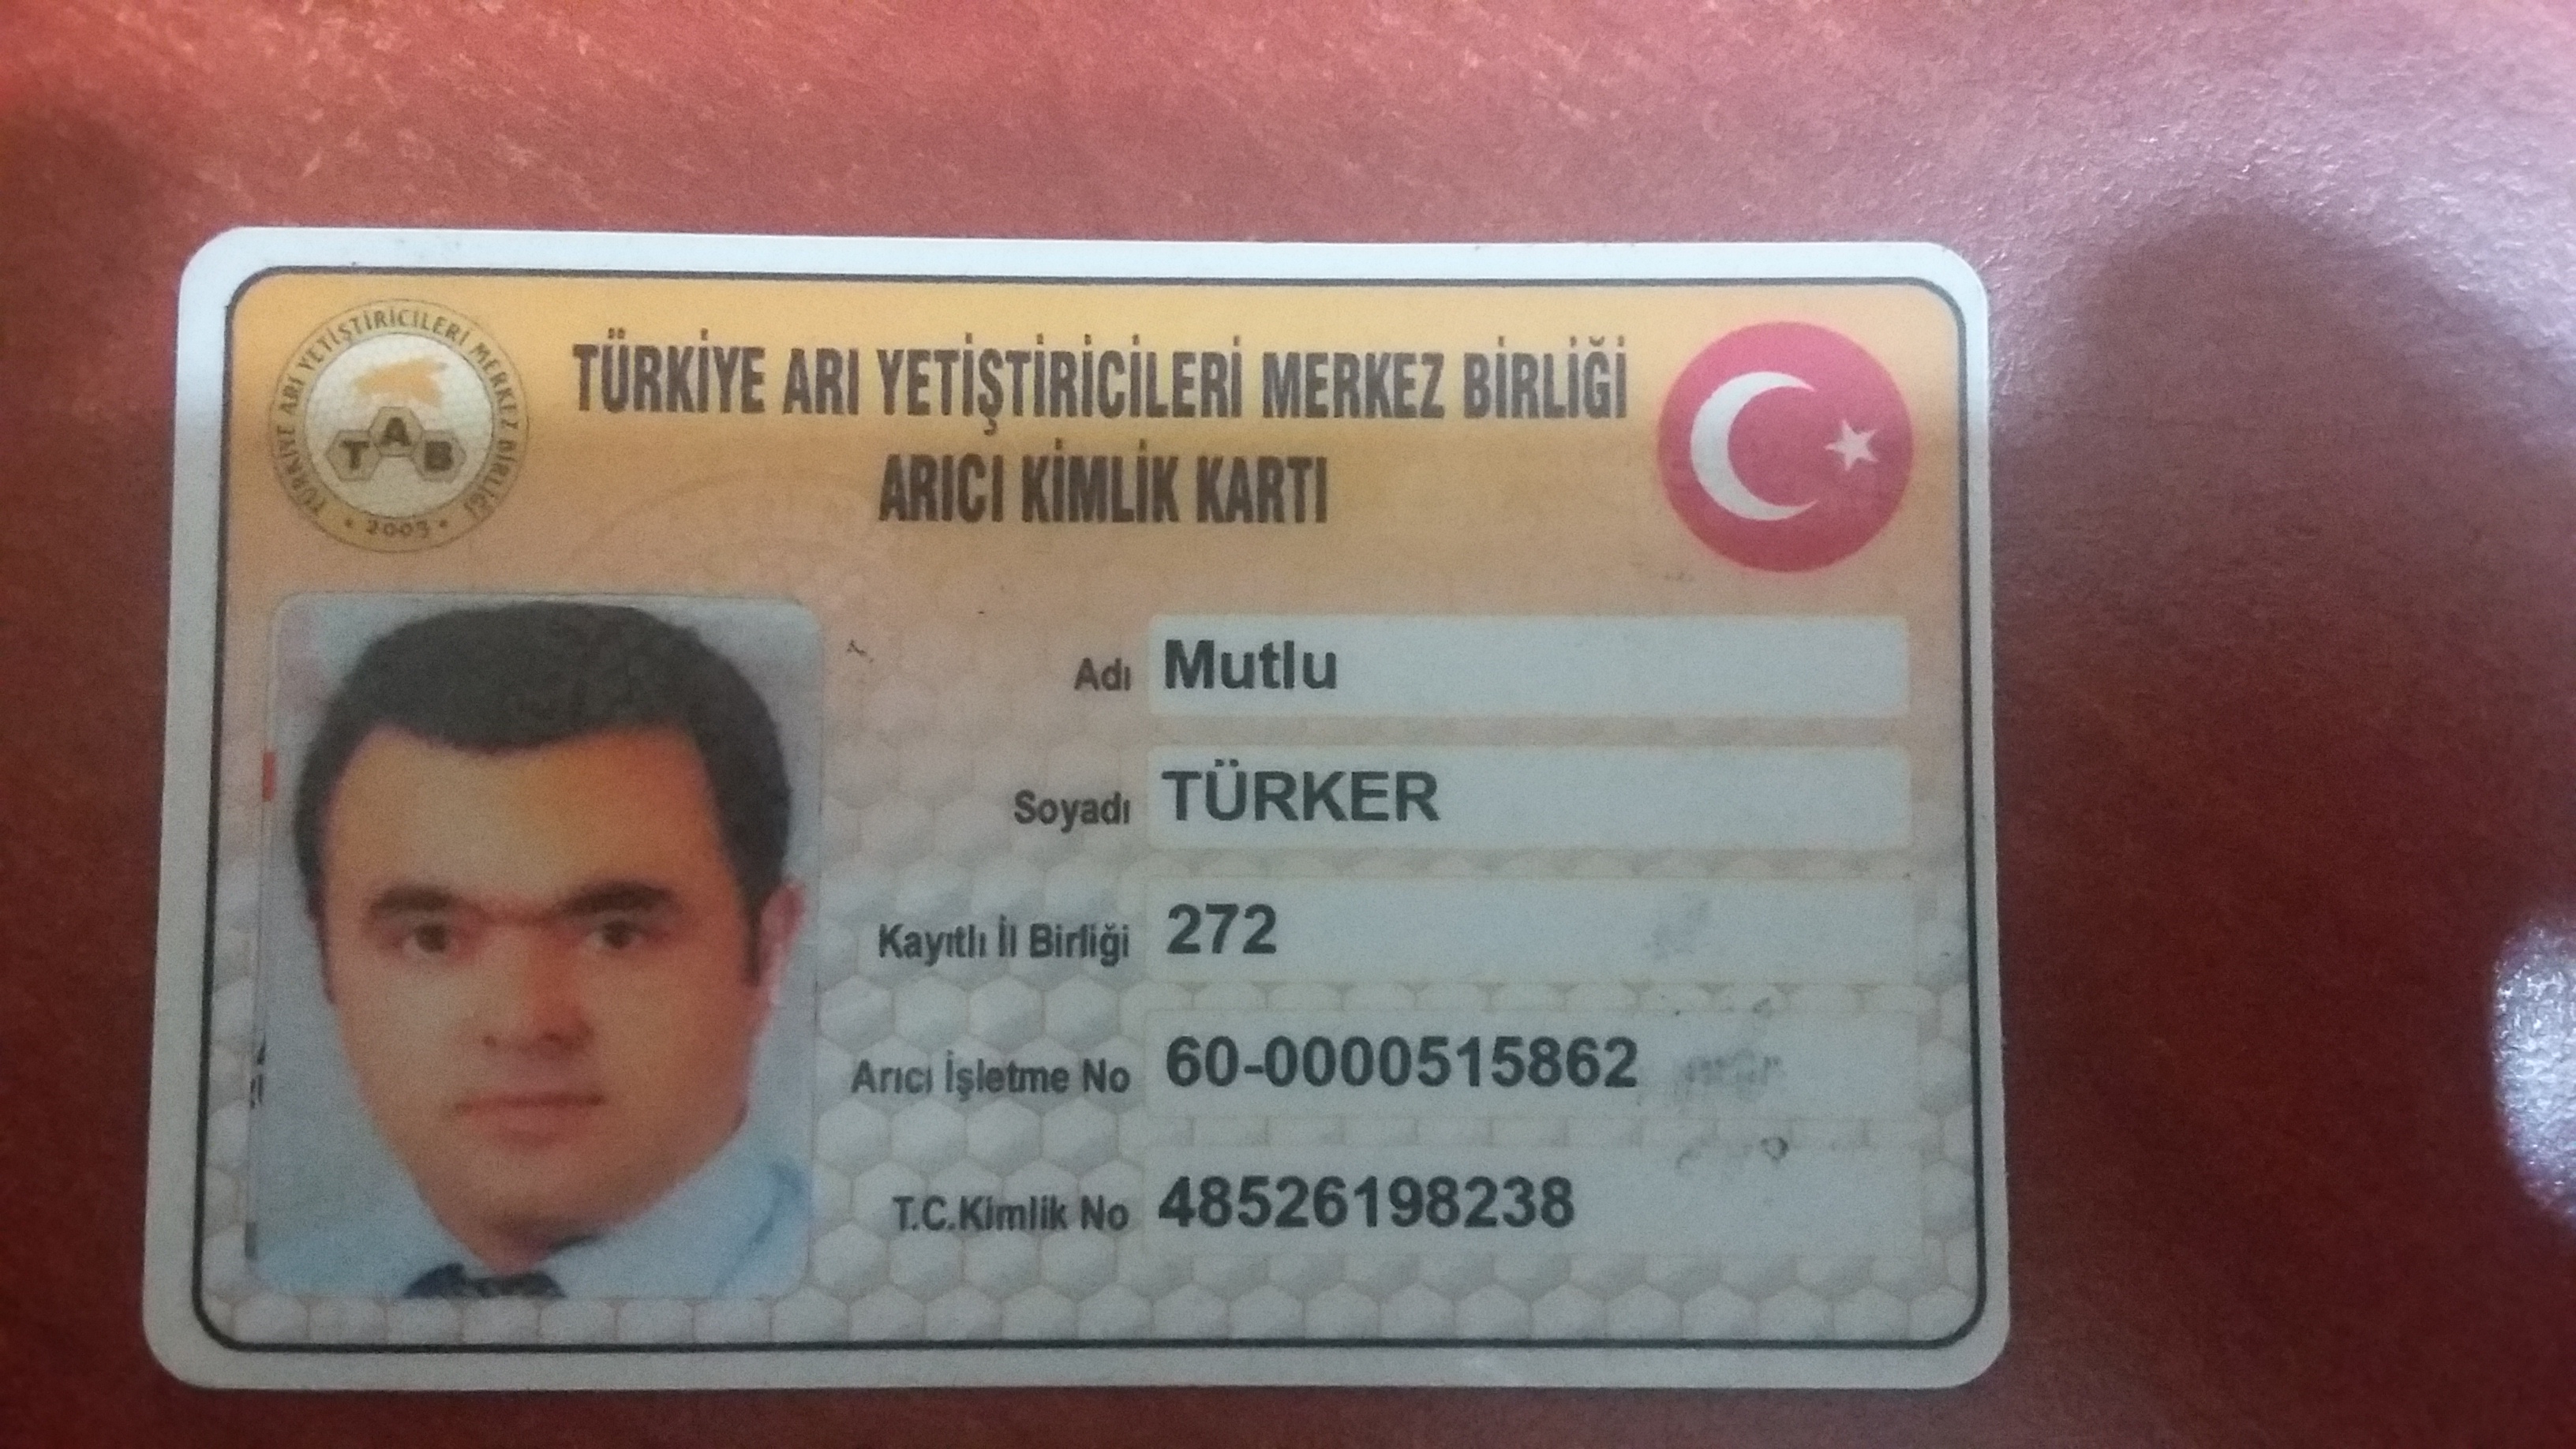 TÜRKİYE ARI YETİŞTİRİCİLERİ MERKEZ BİRLİĞİ
ARICI KİMLİK KARTI
TÜRKİYE ARI YETİŞTİRİCİLERİ MERKEZ BİRLİĞİ
TAB
2003
Adı Mutlu
Soyadı TÜRKER
Kayıtlı İl Birliği 272
Arıcı İşletme No 60-0000515862
T.C.Kimlik No 48526198238